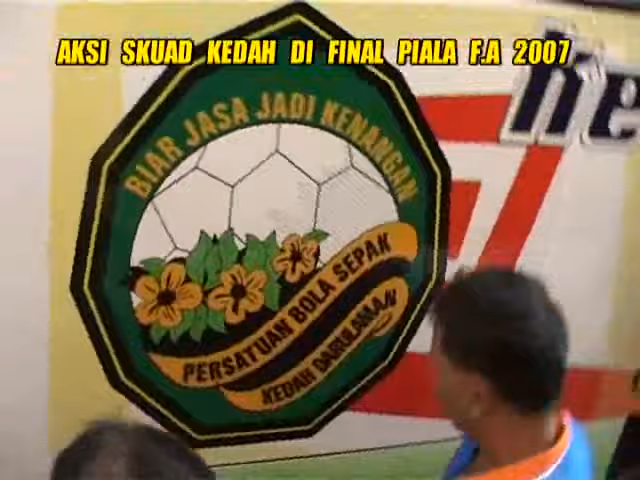 AKSI SKUAD KEDAH DI FINAL PIALA F.A 2007
BIAR JASA JADI KENANGAN
PERSATUAN BOLA SEPAK
KEDAH DARULAMAN